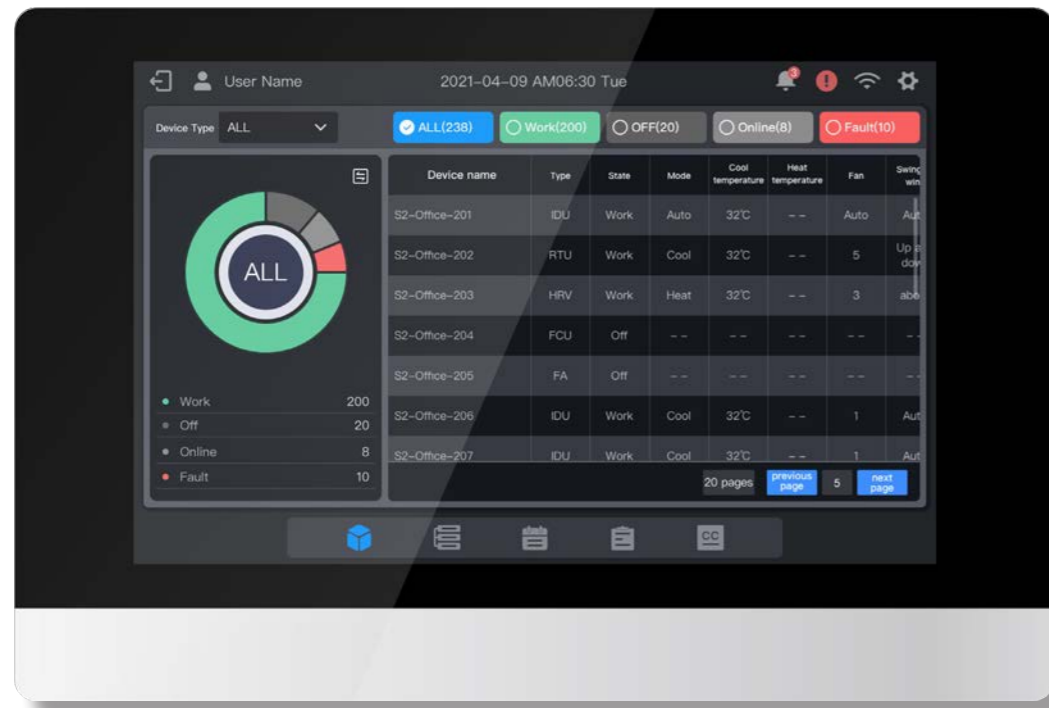 User Name 2021-04-09 AM06:30 Tue 3
Device Type ALL ALL(238) Work(200) OFF(20) Online(8) Fault(10)
Device name Type State Mode Cool temperature Heat temperature Fan Swing
S2-Office-201 IDU Work Auto 32℃ -- Auto
S2-Office-202 RTU Work Cool 32℃ -- 5 Up
S2-Office-203 HRV Work Heat 32℃ -- 3
S2-Office-204 FCU Off -- -- -- --
S2-Office-205 FA Off -- -- -- --
S2-Office-206 IDU Work Cool 32℃ -- 1
S2-Office-207 IDU Work Cool 32℃ -- 1
20 pages previous page 5 next page
ALL
Work 200
Off 20
Online 8
Fault 10
CC